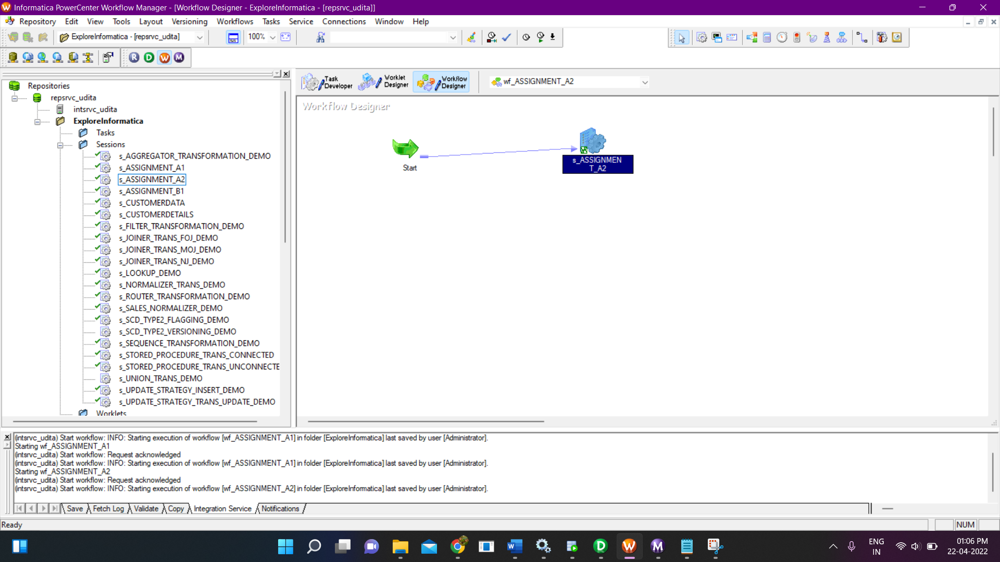 Informatica PowerCenter Workflow Manager - [Workflow Designer - ExploreInformatica - [repsrvc_udita]]
Repository Edit View Tools Layout Versioning Workflows Tasks Service Connections Window Help
ExploreInformatica - [repsrvc_udita]
100%
R D W M
Task Developer
Worklet Designer
Workflow Designer
wf_ASSIGNMENT_A2
Repositories
repsrvc_udita
intsrvc_udita
ExploreInformatica
Tasks
Sessions
s_AGGREGATOR_TRANSFORMATION_DEMO
s_ASSIGNMENT_A1
s_ASSIGNMENT_A2
s_ASSIGNMENT_B1
s_CUSTOMERDATA
s_CUSTOMERDETAILS
s_FILTER_TRANSFORMATION_DEMO
s_JOINER_TRANS_FOJ_DEMO
s_JOINER_TRANS_MOJ_DEMO
s_JOINER_TRANS_NJ_DEMO
s_LOOKUP_DEMO
s_NORMALIZER_TRANS_DEMO
s_ROUTER_TRANSFORMATION_DEMO
s_SALES_NORMALIZER_DEMO
s_SCD_TYPE2_FLAGGING_DEMO
s_SCD_TYPE2_VERSIONING_DEMO
s_SEQUENCE_TRANSFORMATION_DEMO
s_STORED_PROCEDURE_TRANS_CONNECTED
s_STORED_PROCEDURE_TRANS_UNCONNECTE
s_UNION_TRANS_DEMO
s_UPDATE_STRATEGY_INSERT_DEMO
s_UPDATE_STRATEGY_TRANS_UPDATE_DEMO
Worklets
Workflow Designer
Start
s_ASSIGNMEN
T_A2
(intsrvc_udita) Start workflow: INFO: Starting execution of workflow [wf_ASSIGNMENT_A1] in folder [ExploreInformatica] last saved by user [Administrator].
Starting wf_ASSIGNMENT_A1
(intsrvc_udita) Start workflow: Request acknowledged
(intsrvc_udita) Start workflow: INFO: Starting execution of workflow [wf_ASSIGNMENT_A1] in folder [ExploreInformatica] last saved by user [Administrator].
Starting wf_ASSIGNMENT_A2
(intsrvc_udita) Start workflow: Request acknowledged
(intsrvc_udita) Start workflow: INFO: Starting execution of workflow [wf_ASSIGNMENT_A2] in folder [ExploreInformatica] last saved by user [Administrator].
Save Fetch Log Validate Copy Integration Service Notifications
Ready
NUM
ENG
IN
01:06 PM
22-04-2022